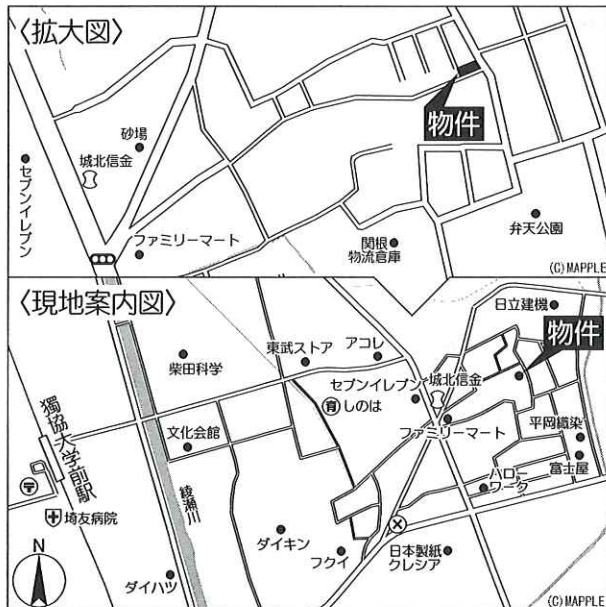 〈拡大図〉
物件
砂場
城北信金
セブンイレブン
ファミリーマート
関根
物流倉庫
弁天公園
(C)MAPPLE
〈現地案内図〉
日立建機
物件
東武ストア
アコレ
柴田科学
セブンイレブン
城北信金
育
しのは
ファミリーマート
文化会館
平岡織染
富士屋
獨協大学前駅
綾瀬川
ハロー
ワーク
埼友病院
ダイキン
フクイ
日本製紙
クレシア
N
ダイハツ
(C)MAPPLE